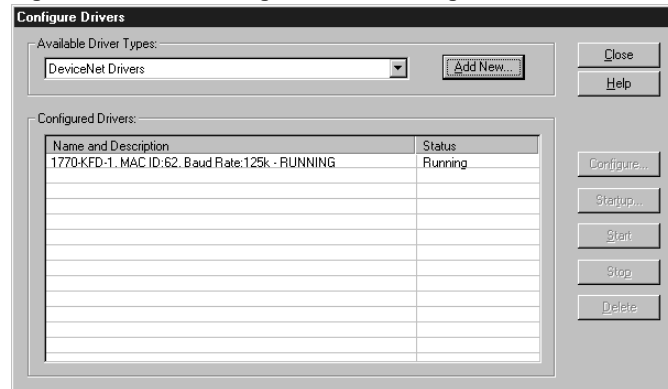 Configure Drivers
Available Driver Types:
DeviceNet Drivers
Add New...
Close
Help
Configured Drivers:
Name and Description Status
1770-KFD-1, MAC ID:62, Baud Rate:125k - RUNNING Running
Configure...
Startup...
Start
Stop
Delete